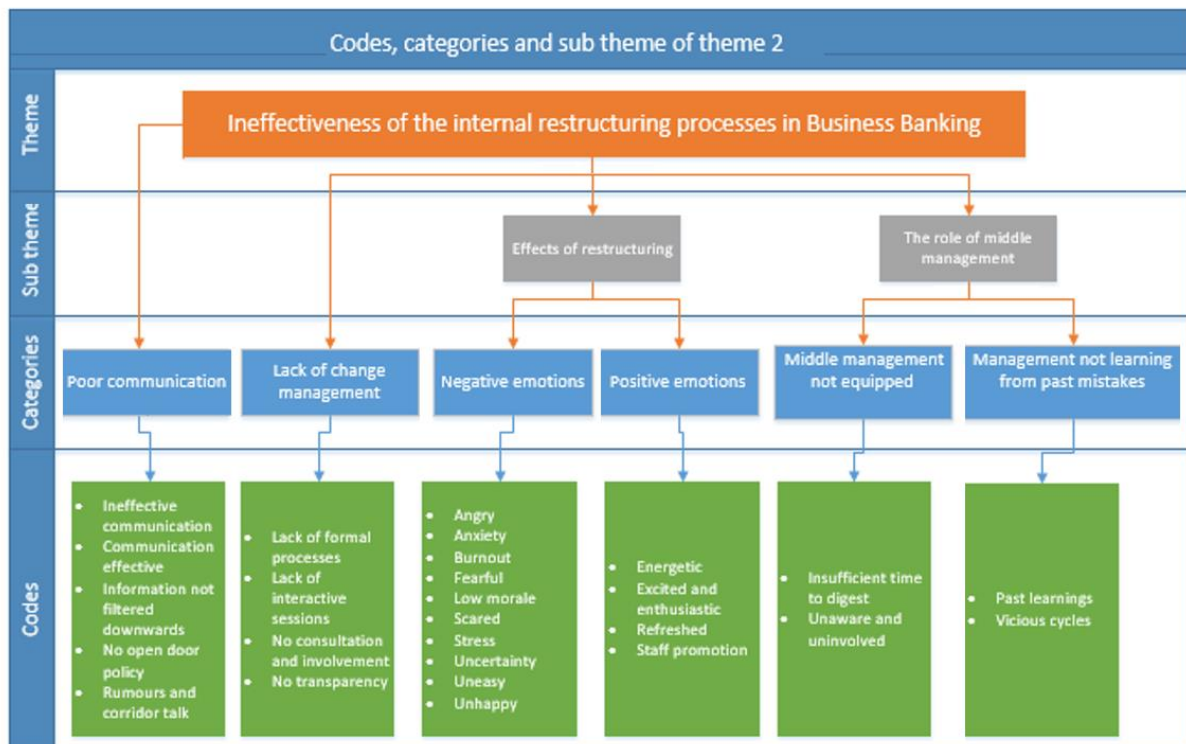 Codes, categories and sub theme of theme 2
Theme
Ineffectiveness of the internal restructuring processes in Business Banking
Sub theme
Effects of restructuring
The role of middle
management
Categories
Poor communication
Lack of change
management
Negative emotions
Positive emotions
Middle management
not equipped
Management not learning
from past mistakes
Codes
• Ineffective
communication
• Communication
effective
• Information not
filtered
downwards
• No open door
policy
• Rumours and
corridor talk
• Lack of formal
processes
• Lack of
interactive
sessions
• No consultation
and involvement
• No transparency
• Angry
• Anxiety
• Burnout
• Fearful
• Low morale
• Scared
• Stress
• Uncertainty
• Uneasy
• Unhappy
• Energetic
• Excited and
enthusiastic
• Refreshed
• Staff promotion
• Insufficient time
to digest
• Unaware and
uninvolved
• Past learnings
• Vicious cycles